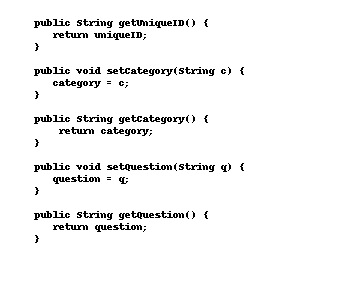 public String getUniqueID() {
return uniqueID;
}
public void setCategory(String c) {
category = c;
}
public String getCategory() {
return category;
}
public void setQuestion(String q) {
question = q;
}
public String getQuestion() {
return question;
}